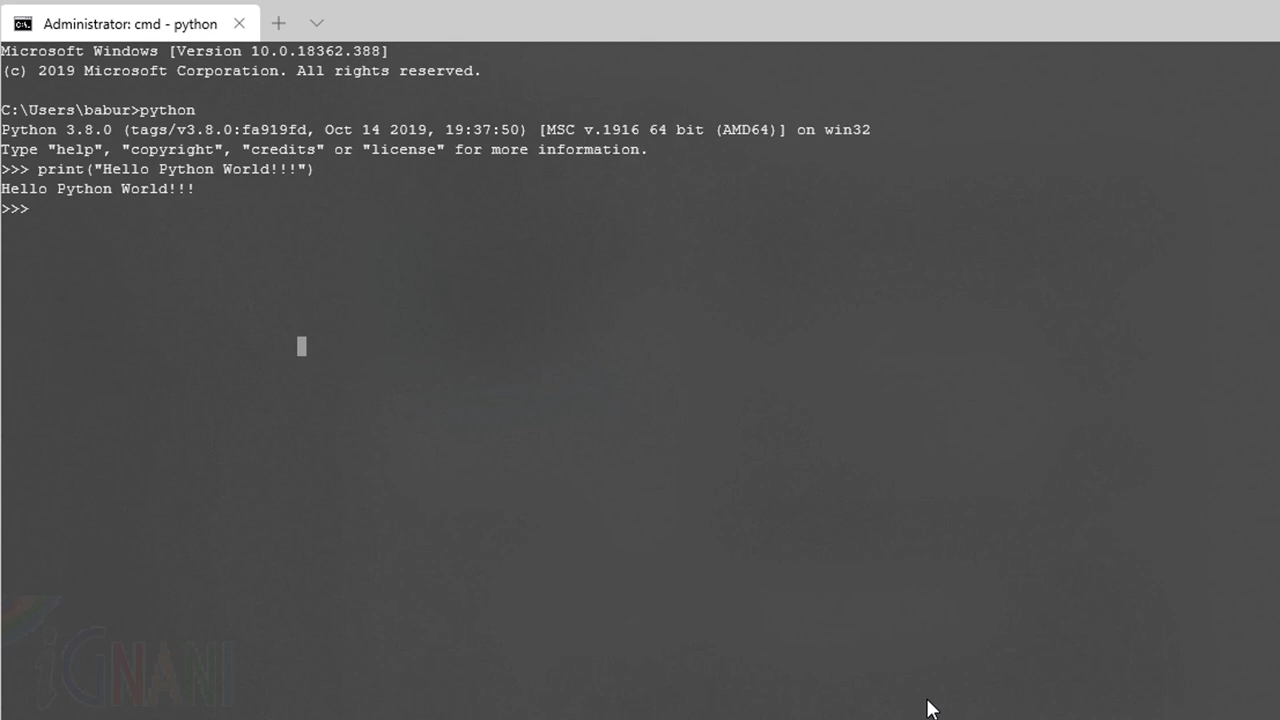 Administrator: cmd - python
Microsoft Windows [Version 10.0.18362.388]
(c) 2019 Microsoft Corporation. All rights reserved.
C:\Users\babur>python
Python 3.8.0 (tags/v3.8.0:fa919fd, Oct 14 2019, 19:37:50) [MSC v.1916 64 bit (AMD64)] on win32
Type "help", "copyright", "credits" or "license" for more information.
>>> print("Hello Python World!!!")
Hello Python World!!!
>>>
iGNANI